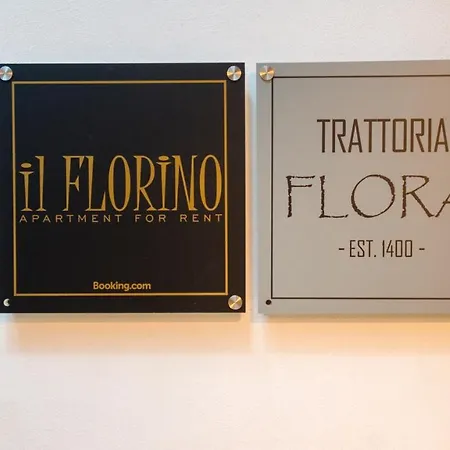 il FLORINO
APARTMENT FOR RENT
Booking.com
TRATTORIA
FLORA
- EST. 1400 -